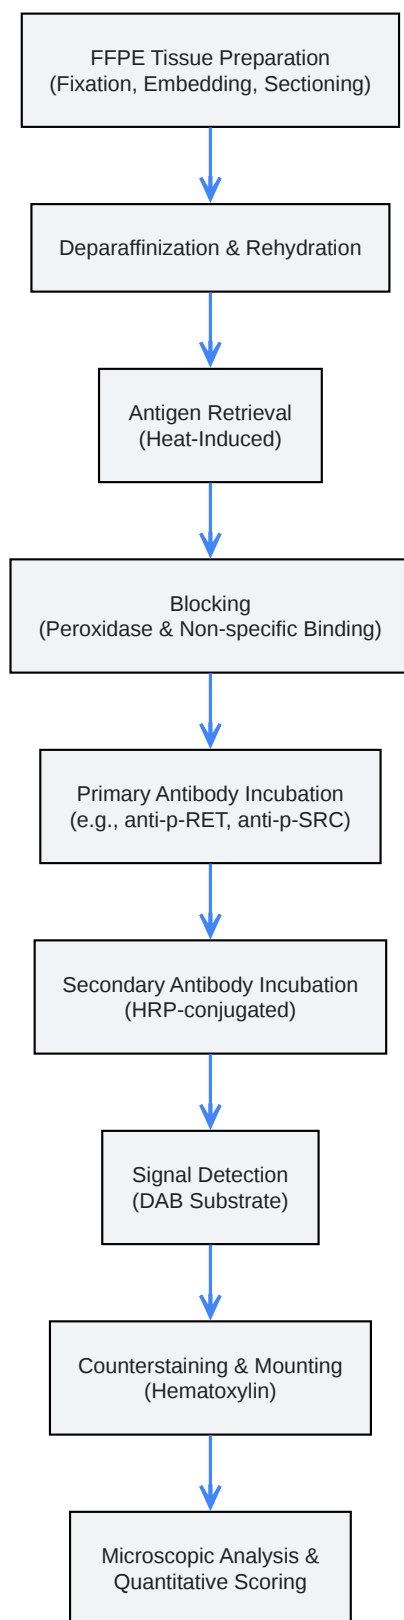 FFPE Tissue Preparation
(Fixation, Embedding, Sectioning)
Deparaffinization & Rehydration
Antigen Retrieval
(Heat-Induced)
Blocking
(Peroxidase & Non-specific Binding)
Primary Antibody Incubation
(e.g., anti-p-RET, anti-p-SRC)
Secondary Antibody Incubation
(HRP-conjugated)
Signal Detection
(DAB Substrate)
Counterstaining & Mounting
(Hematoxylin)
Microscopic Analysis &
Quantitative Scoring